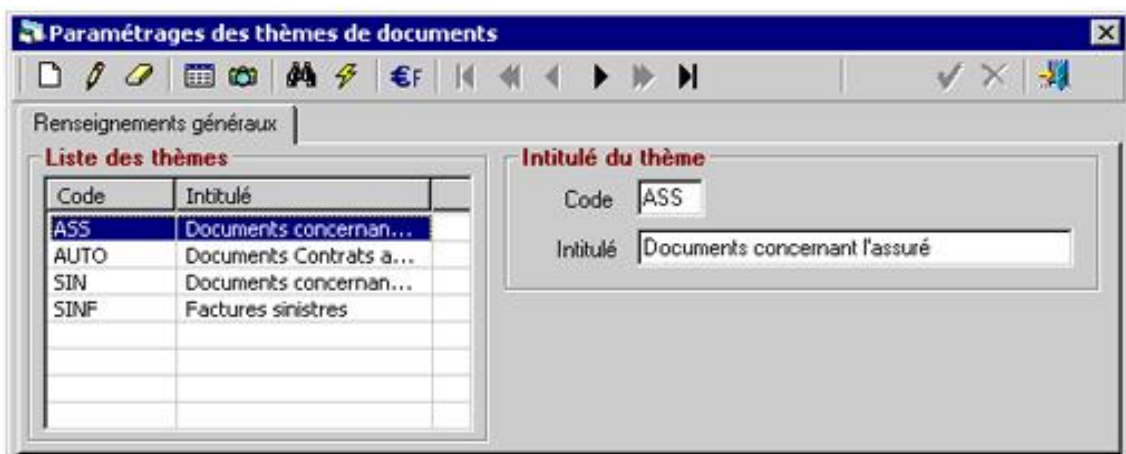 Paramétrages des thèmes de documents
€F
Renseignements généraux
Liste des thèmes
Code Intitulé
ASS Documents concernan...
AUTO Documents Contrats a...
SIN Documents concernan...
SINF Factures sinistres
Intitulé du thème
Code ASS
Intitulé Documents concernant l'assuré